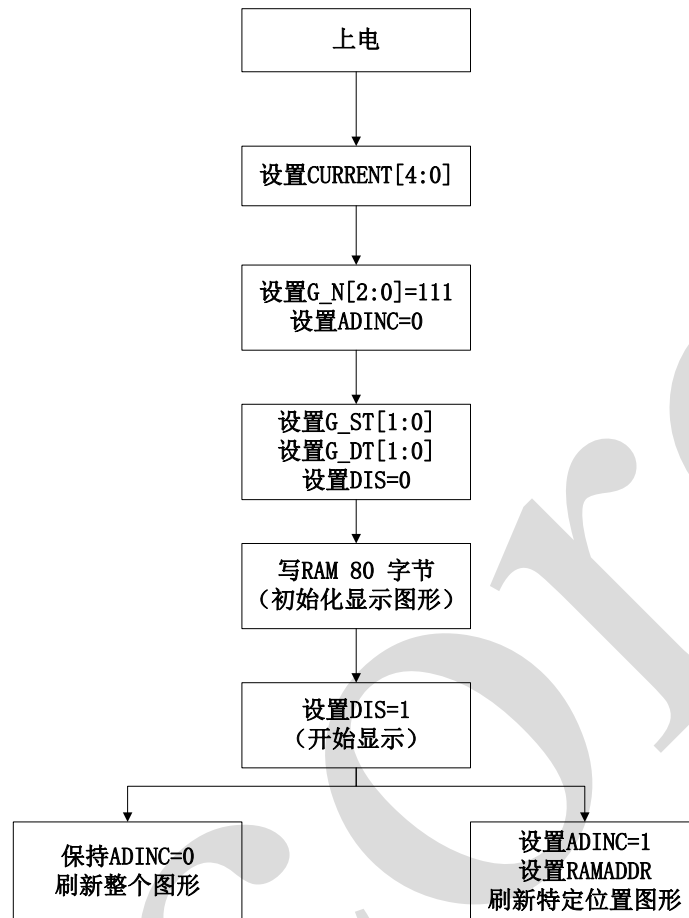 上电
设置CURRENT[4:0]
设置G_N[2:0]=111
设置ADINC=0
设置G_ST[1:0]
设置G_DT[1:0]
设置DIS=0
写RAM 80 字节
（初始化显示图形）
设置DIS=1
（开始显示）
保持ADINC=0
刷新整个图形
设置ADINC=1
设置RAMADDR
刷新特定位置图形